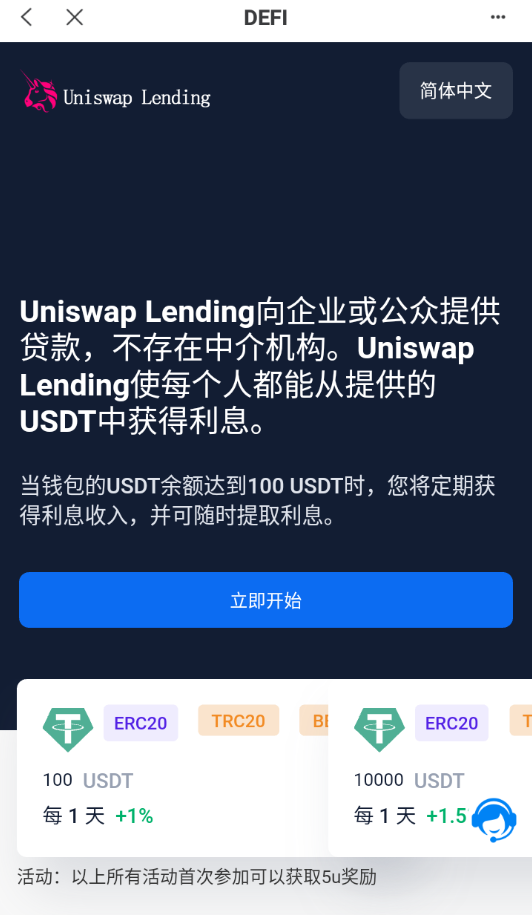 DEFI
Uniswap Lending
简体中文
Uniswap Lending向企业或公众提供
贷款，不存在中介机构。Uniswap
Lending使每个人都能从提供的
USDT中获得利息。
当钱包的USDT余额达到100 USDT时，您将定期获
得利息收入，并可随时提取利息。
立即开始
ERC20 TRC20
100 USDT
每 1 天 +1%
ERC20
10000 USDT
每 1 天 +1.5
活动：以上所有活动首次参加可以获取5u奖励